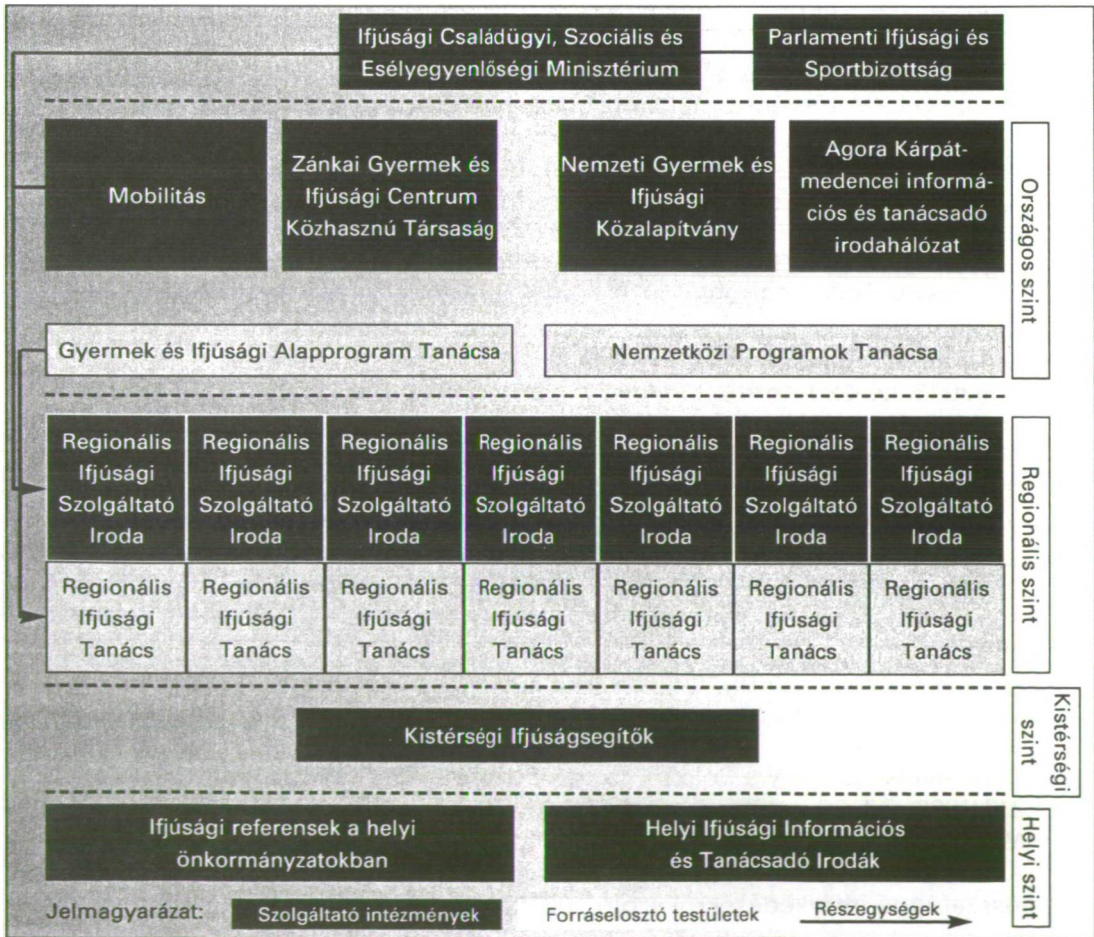 Ifjúsági Családügyi, Szociális és
Esélyegyenlőségi Minisztérium
Parlamenti Ifjúsági és
Sportbizottság
Mobilitás
Zánkai Gyermek és
Ifjúsági Centrum
Közhasznú Társaság
Nemzeti Gyermek és
Ifjúsági
Közalapítvány
Agora Kárpát-
medencei informá-
ciós és tanácsadó
irodahálózat
Országos szint
Gyermek és Ifjúsági Alapprogram Tanácsa
Nemzetközi Programok Tanácsa
Regionális
Ifjúsági
Szolgáltató
Iroda
Regionális
Ifjúsági
Szolgáltató
Iroda
Regionális
Ifjúsági
Szolgáltató
Iroda
Regionális
Ifjúsági
Szolgáltató
Iroda
Regionális
Ifjúsági
Szolgáltató
Iroda
Regionális
Ifjúsági
Szolgáltató
Iroda
Regionális
Ifjúsági
Szolgáltató
Iroda
Regionális
Ifjúsági
Tanács
Regionális
Ifjúsági
Tanács
Regionális
Ifjúsági
Tanács
Regionális
Ifjúsági
Tanács
Regionális
Ifjúsági
Tanács
Regionális
Ifjúsági
Tanács
Regionális
Ifjúsági
Tanács
Regionális szint
Kistérségi Ifjúságsegítők
Kistérségi
szint
Ifjúsági referensek a helyi
önkormányzatokban
Helyi Ifjúsági Információs
és Tanácsadó Irodák
Helyi szint
Jelmagyarázat:
Szolgáltató intézmények
Forráselosztó testületek
Részegységek